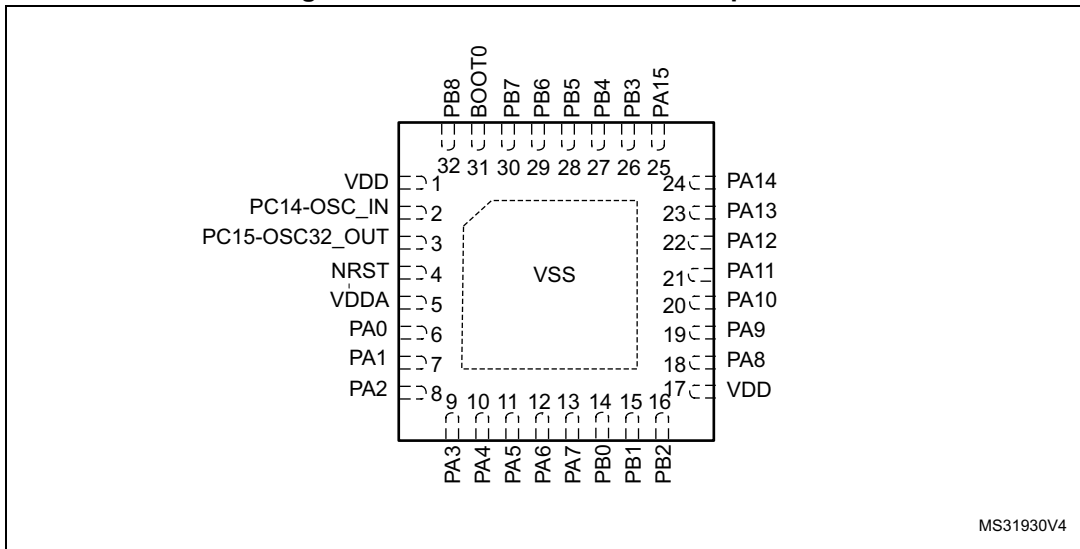 PB8
BOOT0
PB7
PB6
PB5
PB4
PB3
PA15
32 31 30 29 28 27 26 25
VDD 1
PC14-OSC_IN 2
PC15-OSC32_OUT 3
NRST 4
VDDA 5
PA0 6
PA1 7
PA2 8
VSS
24 PA14
23 PA13
22 PA12
21 PA11
20 PA10
19 PA9
18 PA8
17 VDD
9 10 11 12 13 14 15 16
PA3
PA4
PA5
PA6
PA7
PB0
PB1
PB2
MS31930V4